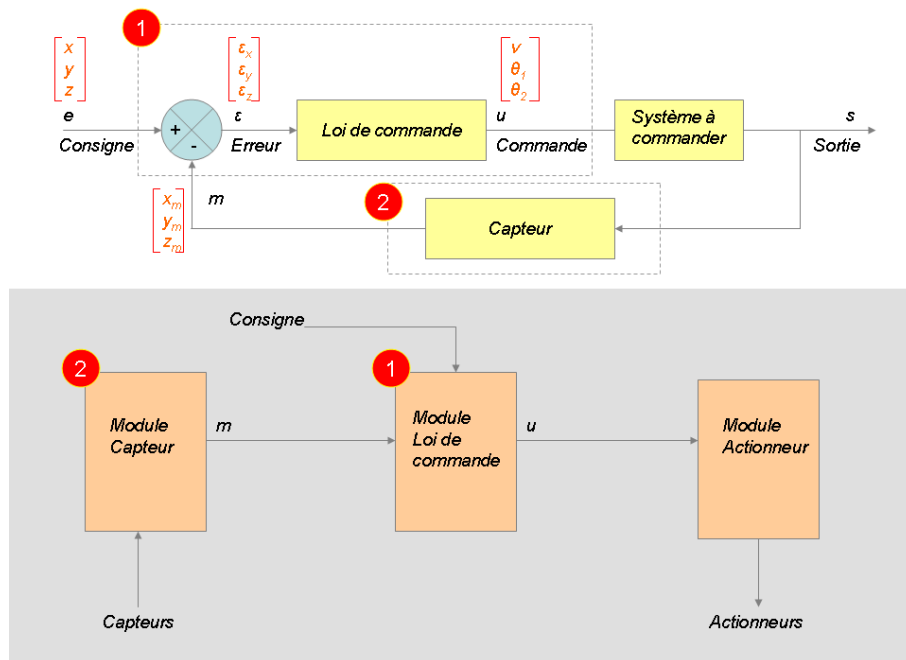 1
x
y
z
εx
εy
εz
v
θ1
θ2
e
Consigne
+
-
ε
Erreur
Loi de commande
u
Commande
Système à
commander
s
Sortie
xm
ym
zm
m
2
Capteur
Consigne
2
Module
Capteur
m
1
Module
Loi de
commande
u
Module
Actionneur
Capteurs
Actionneurs